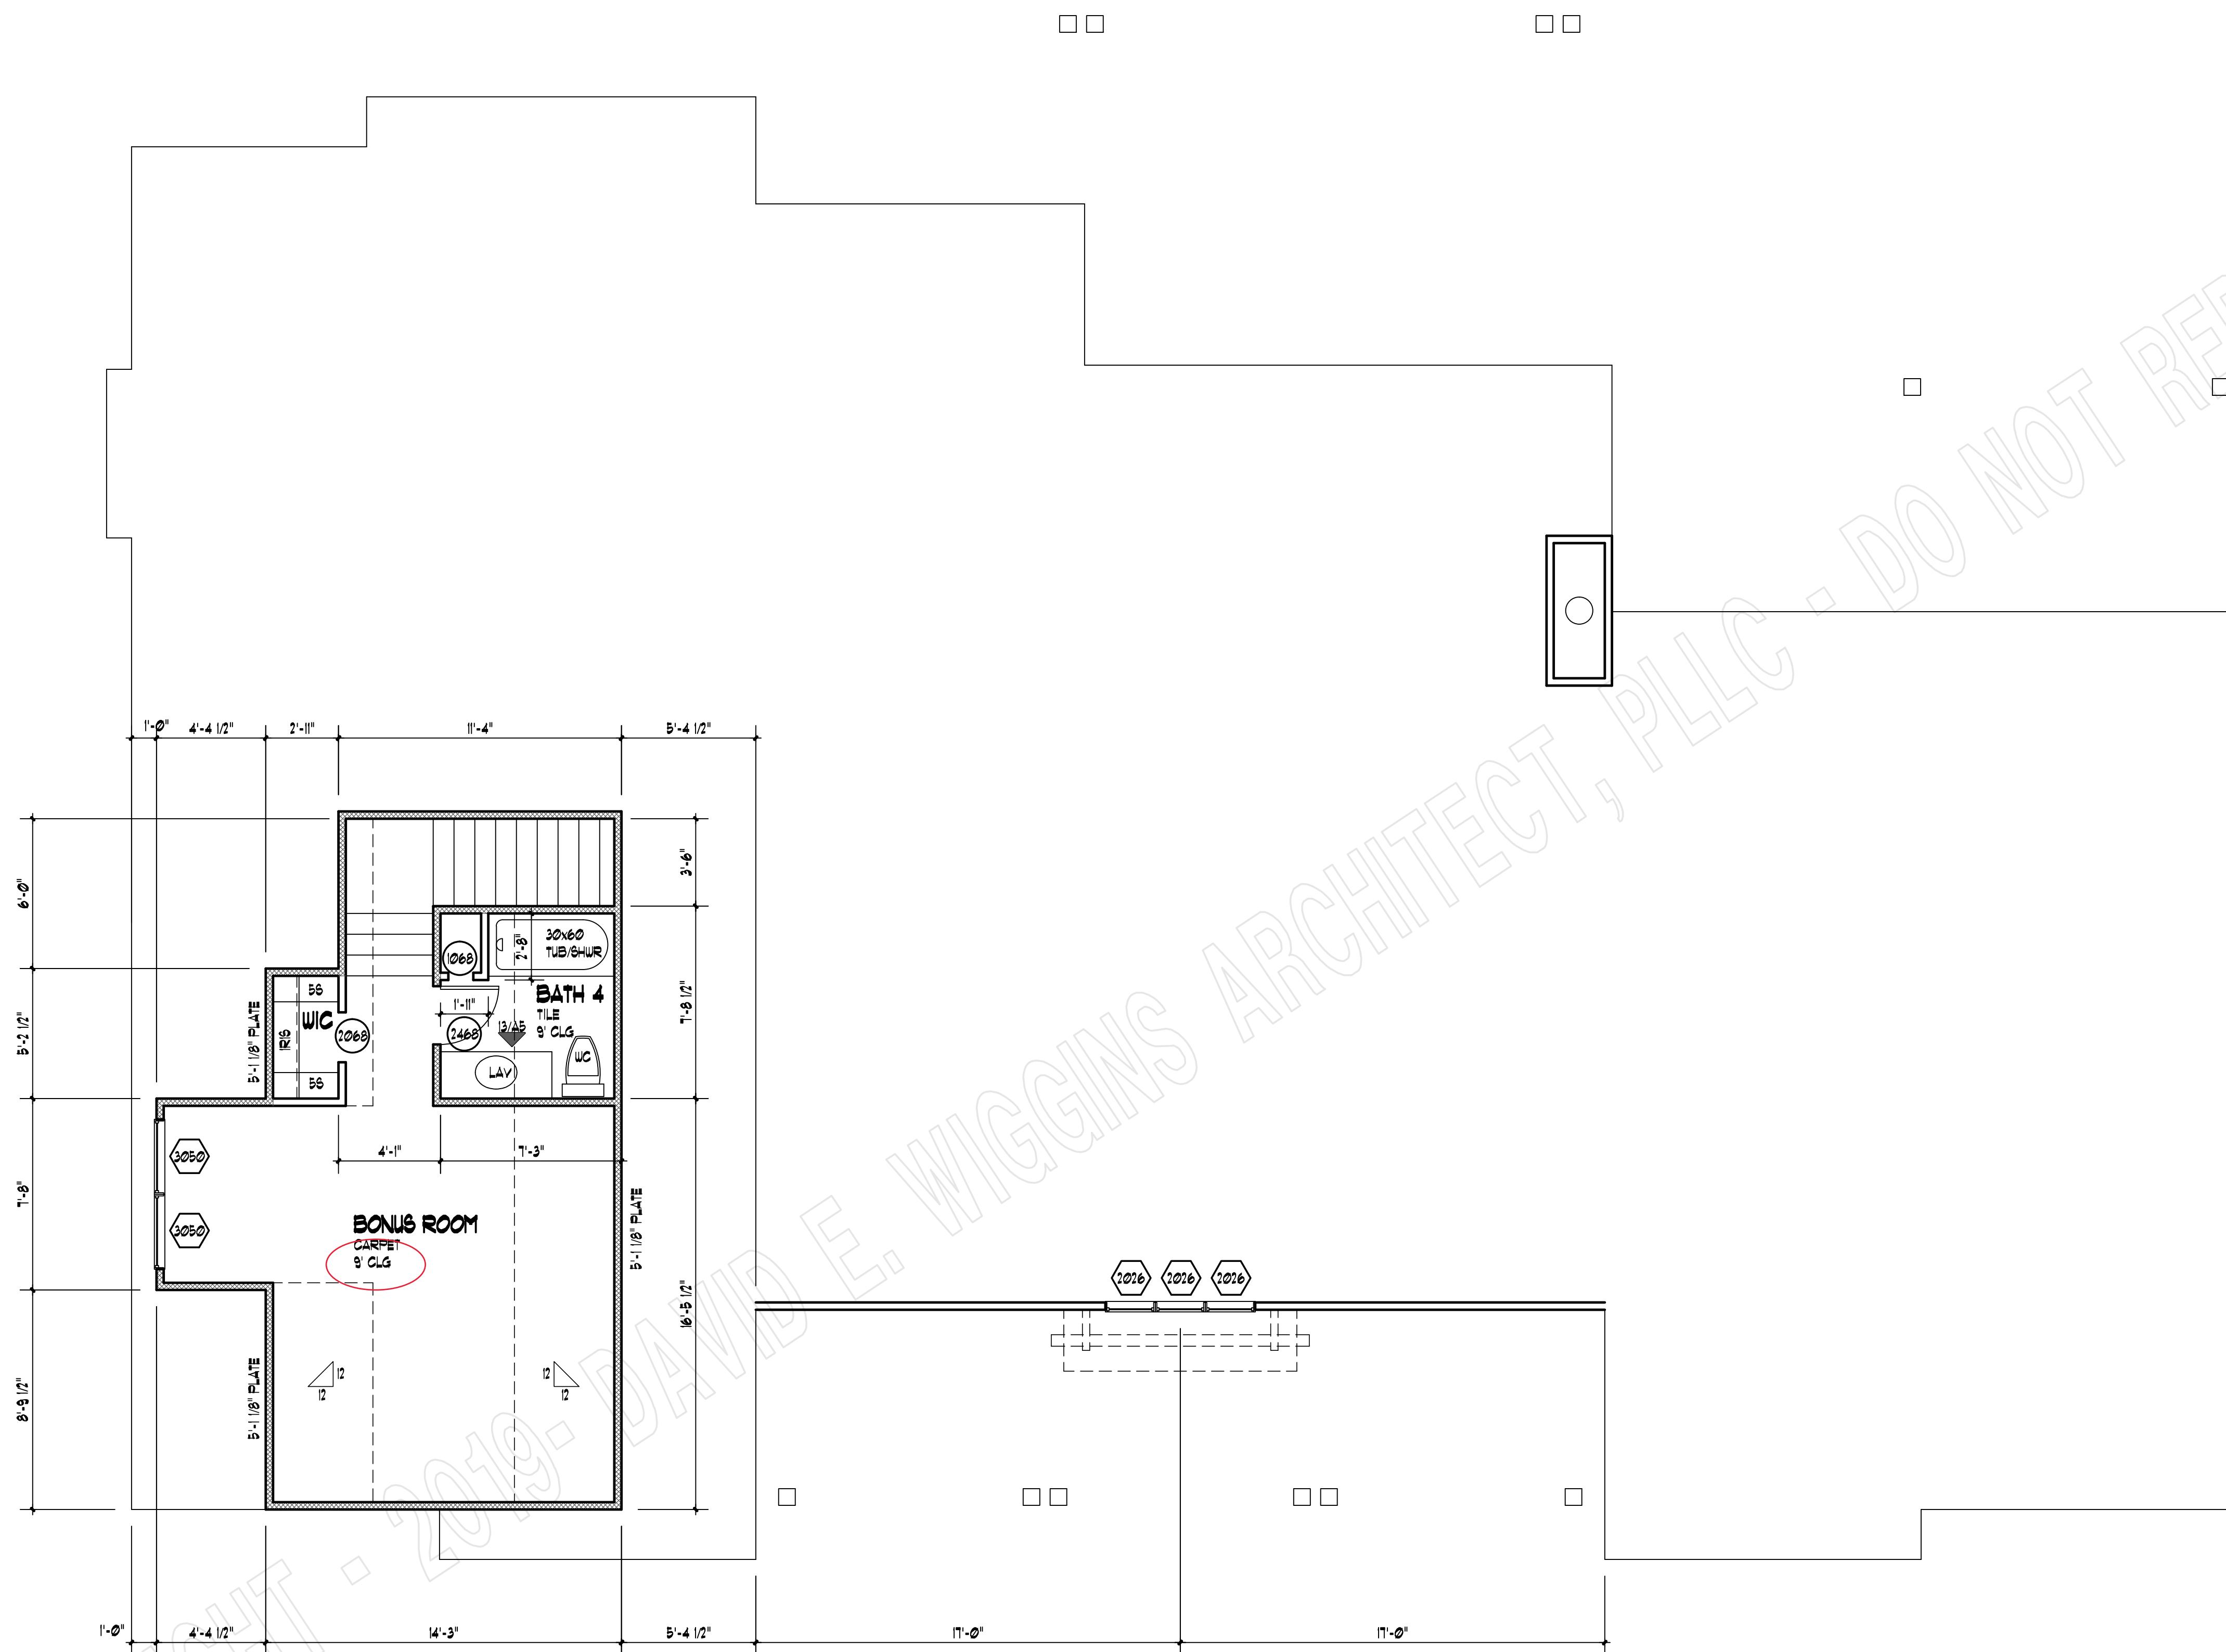 1'-0"
4'-4 1/2"
2'-11"
11'-4"
5'-4 1/2"
6'-0"
5'-2 1/2"
7'-8"
8'-9 1/2"
3'-6"
7'-8 1/2"
16'-5 1/2"
5'-1 1/8" PLATE
5'-1 1/8" PLATE
5'-1 1/8" PLATE
1068
2'-8"
30x60
TUB/SHWR
5S
WIC
1R1S
5S
2068
1'-11"
2468
13/A5
BATH 4
TILE
9' CLG
WC
LAV
4'-1"
7'-3"
3050
3050
BONUS ROOM
CARPET
9' CLG
12
12
12
12
2026
2026
2026
1'-0"
4'-4 1/2"
14'-3"
5'-4 1/2"
17'-0"
17'-0"
GHT - 2019- DAVID E. WIGGINS ARCHITECT, PLLC - DO NOT